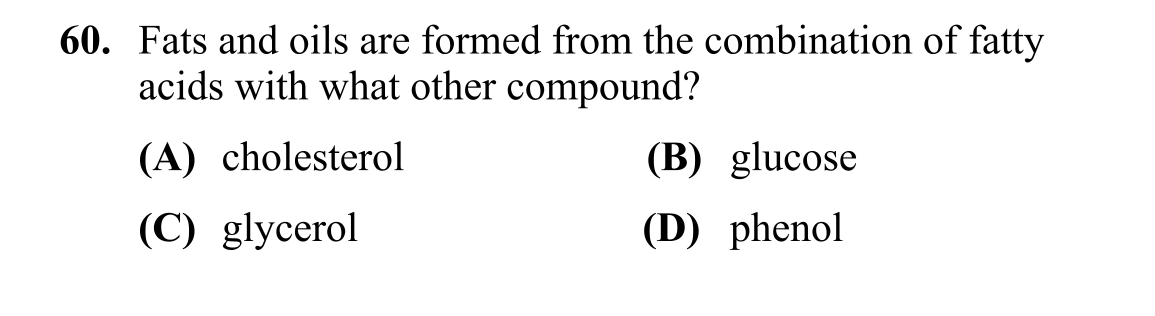 60. Fats and oils are formed from the combination of fatty
acids with what other compound?
(A) cholesterol (B) glucose
(C) glycerol (D) phenol